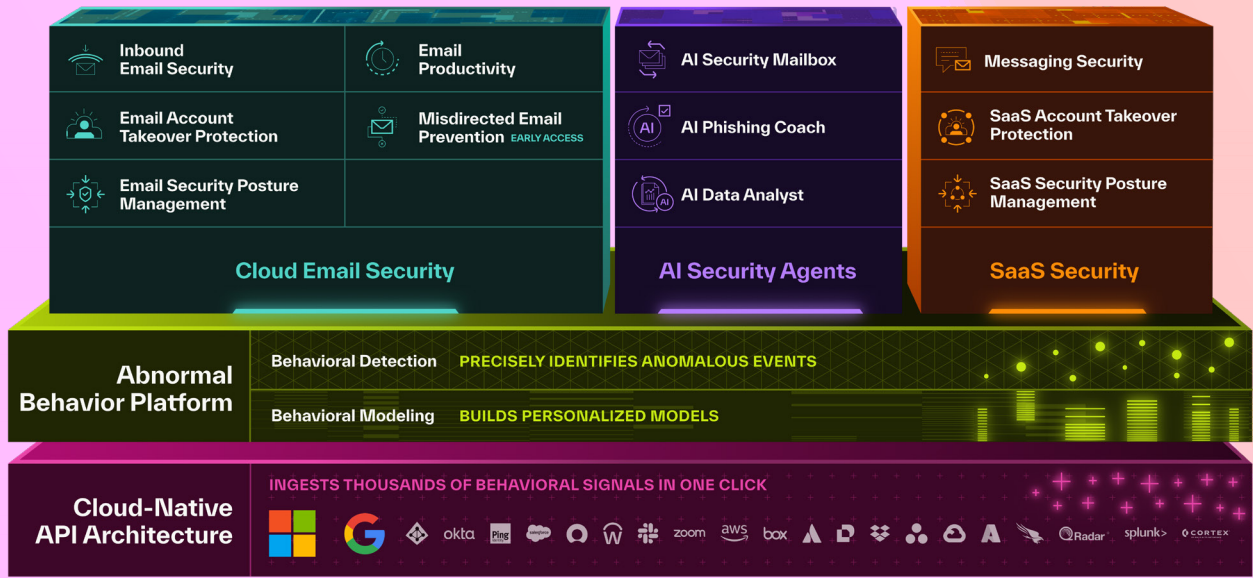 Inbound
Email Security
Email
Productivity
Email Account
Takeover Protection
Misdirected Email
Prevention EARLY ACCESS
Email Security Posture
Management
Cloud Email Security
AI Security Mailbox
AI
AI Phishing Coach
AI
AI Data Analyst
AI Security Agents
Messaging Security
SaaS Account Takeover
Protection
SaaS Security Posture
Management
SaaS Security
Abnormal
Behavior Platform
Behavioral Detection PRECISELY IDENTIFIES ANOMALOUS EVENTS
Behavioral Modeling BUILDS PERSONALIZED MODELS
Cloud-Native
API Architecture
INGESTS THOUSANDS OF BEHAVIORAL SIGNALS IN ONE CLICK
okta Ping zoom aws box QRadar splunk> CORTEX